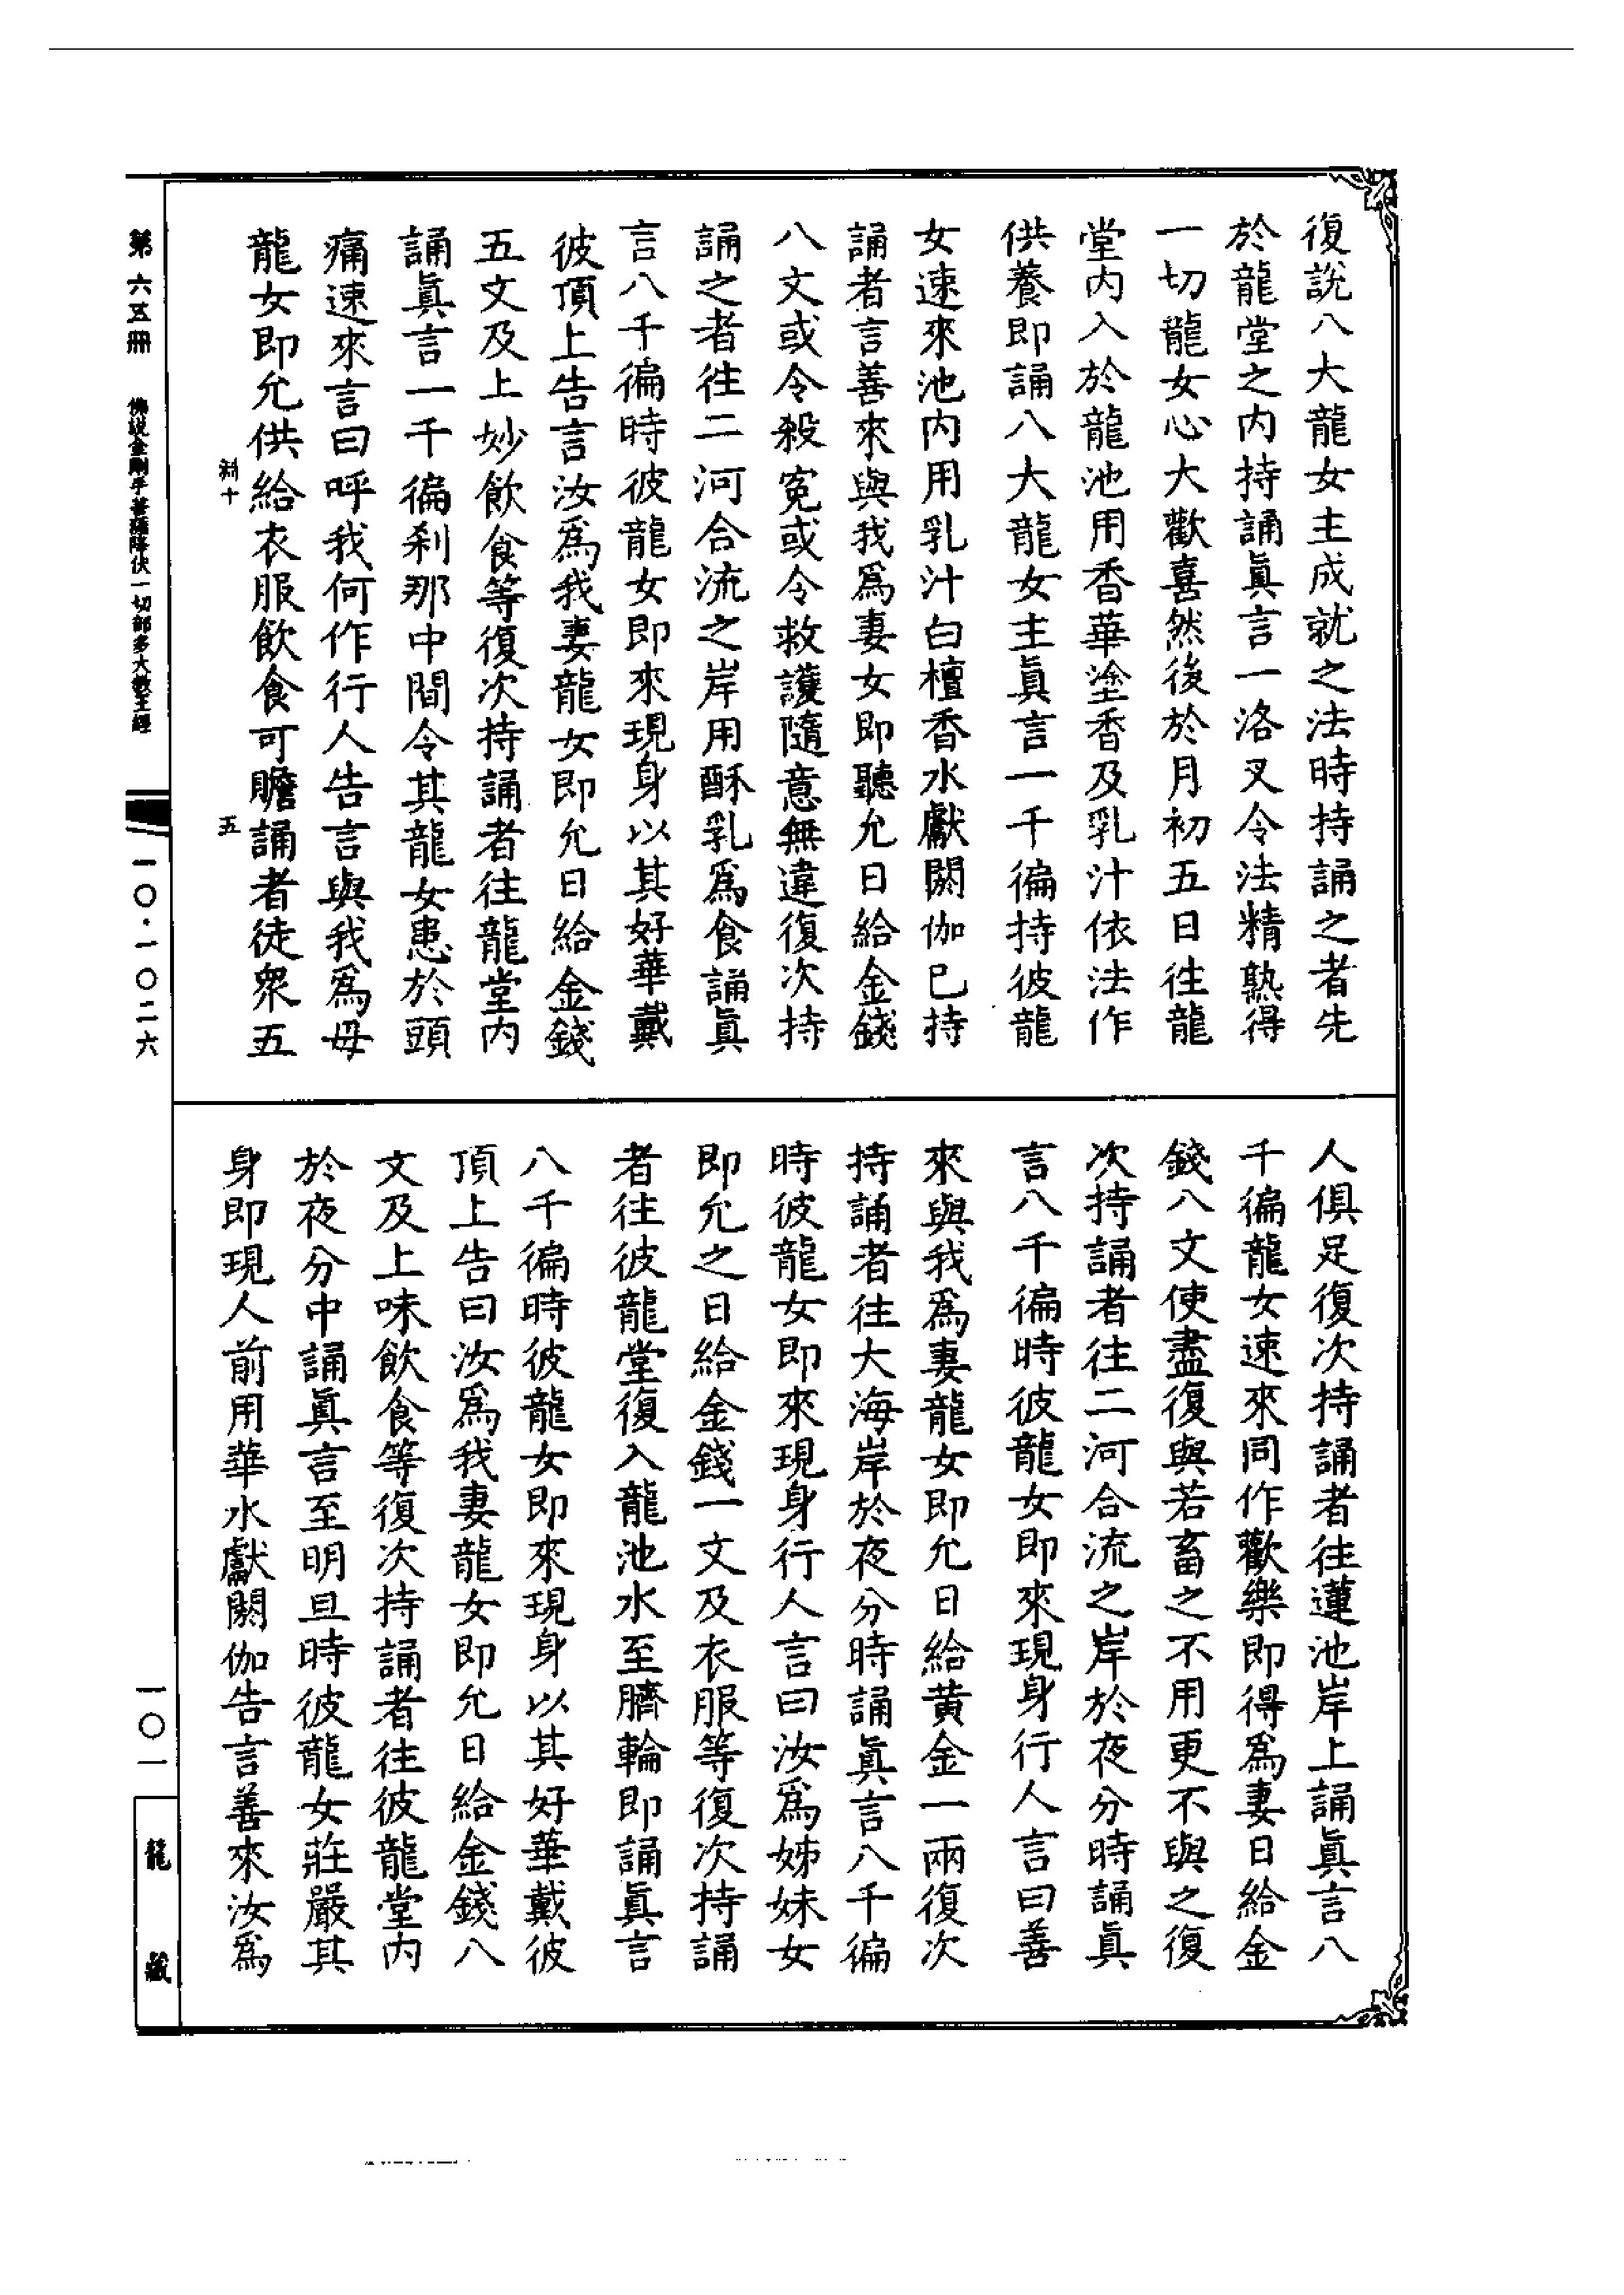 復說八大龍女主成就之法時持誦之者先
於龍堂之內持誦眞言一洛叉令法精熟得
一切龍女心大歡喜然後於月初五日往龍
堂內入於龍池用香華塗香及乳汁依法作
供養即誦八大龍女主眞言一千徧持彼龍
女速來池內用乳汁白檀香水獻閼伽已持
誦者言善來與我爲妻女即聽允日給金錢
八文或令殺寃或令救護隨意無違復次持
誦之者往二河合流之岸用酥乳爲食誦眞
言八千徧時彼龍女即來現身以其好華戴
彼頂上告言汝爲我妻龍女即允日給金錢
五文及上妙飲食等復次持誦者往龍堂內
誦眞言一千徧刹那中間令其龍女患於頭
痛速來言曰呼我何作行人告言與我爲母
龍女即允供給衣服飲食可贍誦者徒衆五
人俱足復次持誦者往蓮池岸上誦眞言八
千徧龍女速來同作歡樂即得爲妻日給金
錢八文使盡復與若畜之不用更不與之復
次持誦者往二河合流之岸於夜分時誦眞
言八千徧時彼龍女即來現身行人言曰善
來與我爲妻龍女即允日給黄金一兩復次
持誦者往大海岸於夜分時誦眞言八千徧
時彼龍女即來現身行人言曰汝爲姊妹女
即允之日給金錢一文及衣服等復次持誦
者往彼龍堂復入龍池水至臍輪即誦眞言
八千徧時彼龍女即來現身以其好華戴彼
頂上告曰汝爲我妻龍女即允日給金錢八
文及上味飲食等復次持誦者往彼龍堂內
於夜分中誦眞言至明旦時彼龍女莊嚴其
身即現人前用華水獻閼伽告言善來汝爲
第六五冊
佛說金剛手菩薩降伏一切部多大敎王經
一〇·一〇二六
一〇一
龍藏
十
五